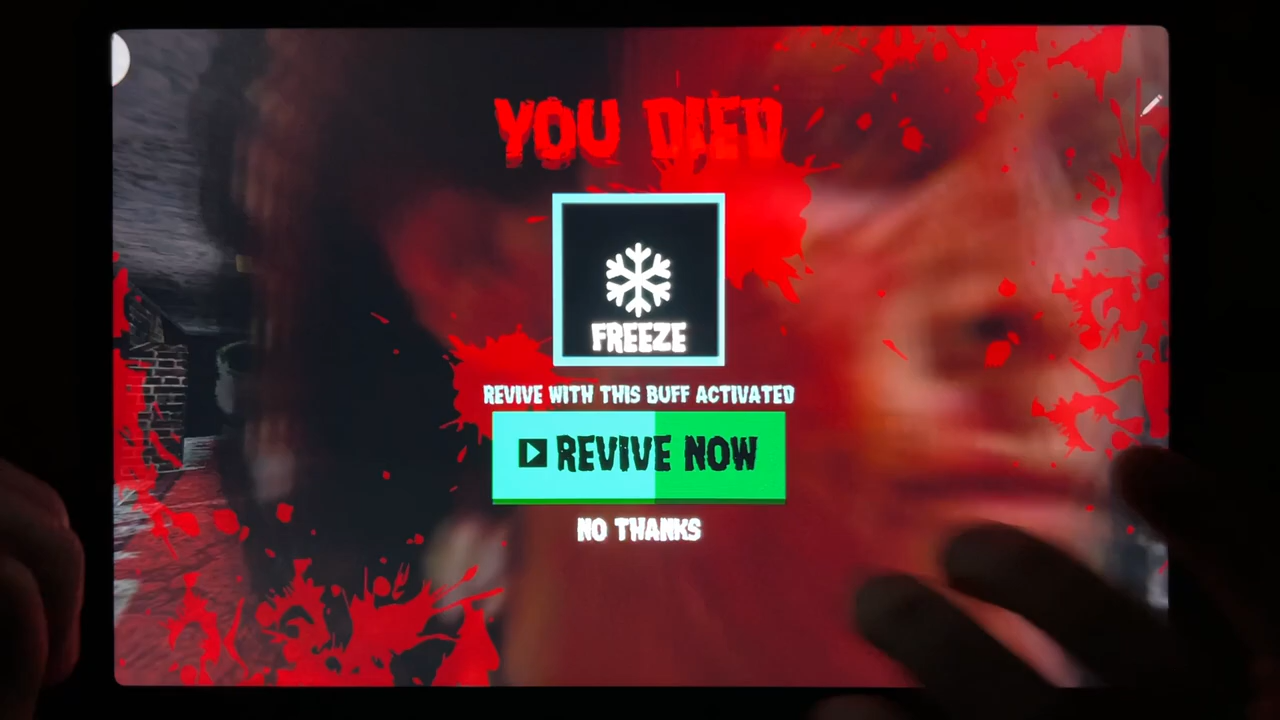 YOU DIED
FREEZE
REVIVE WITH THIS BUFF ACTIVATED
REVIVE NOW
NO THANKS